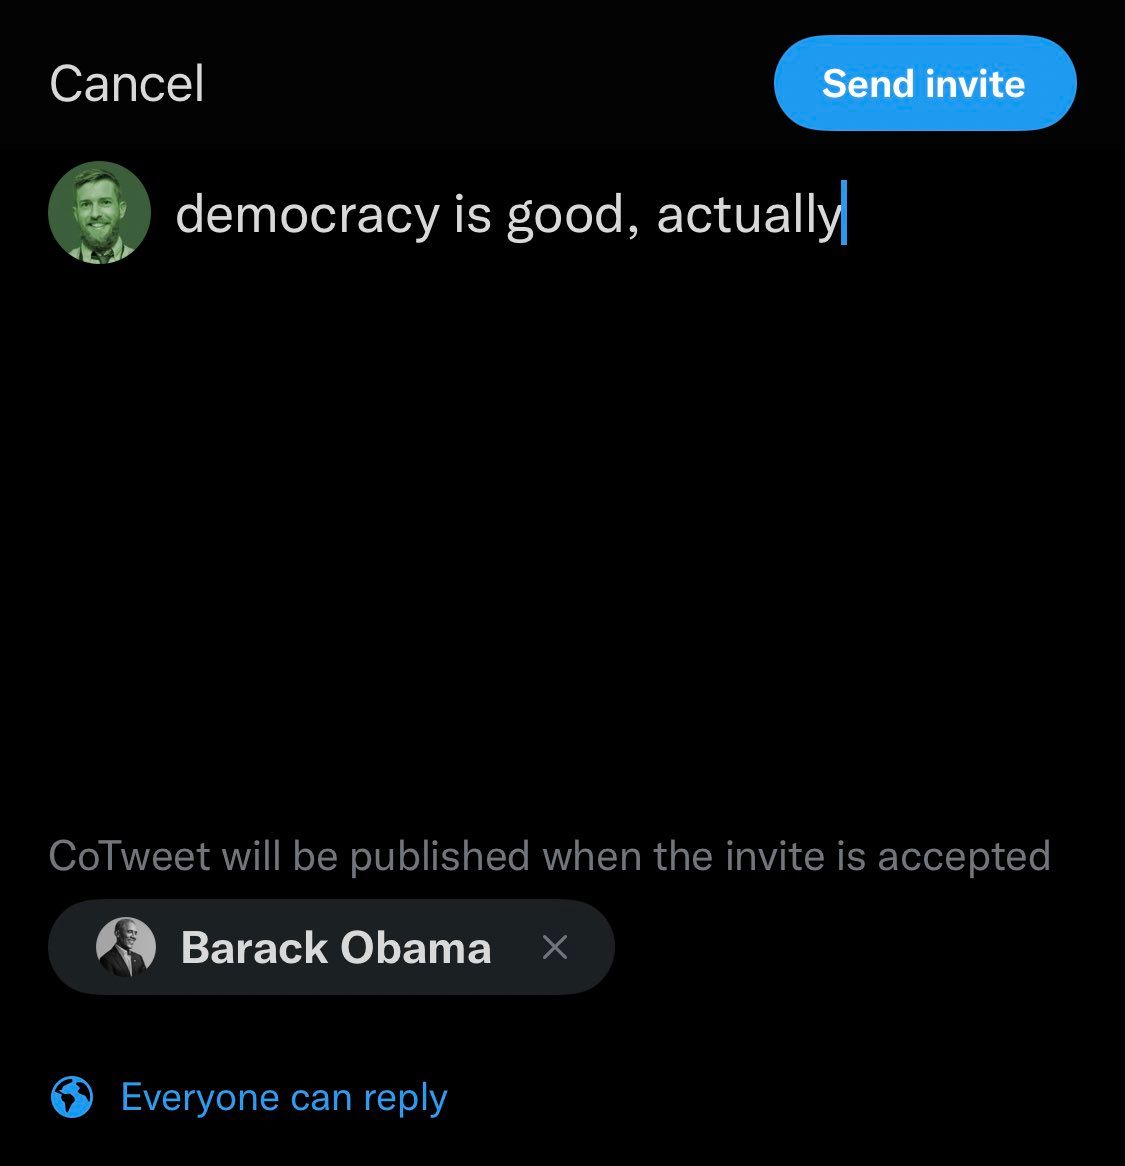 Cancel
Send invite
democracy is good, actually
CoTweet will be published when the invite is accepted
Barack Obama
Everyone can reply